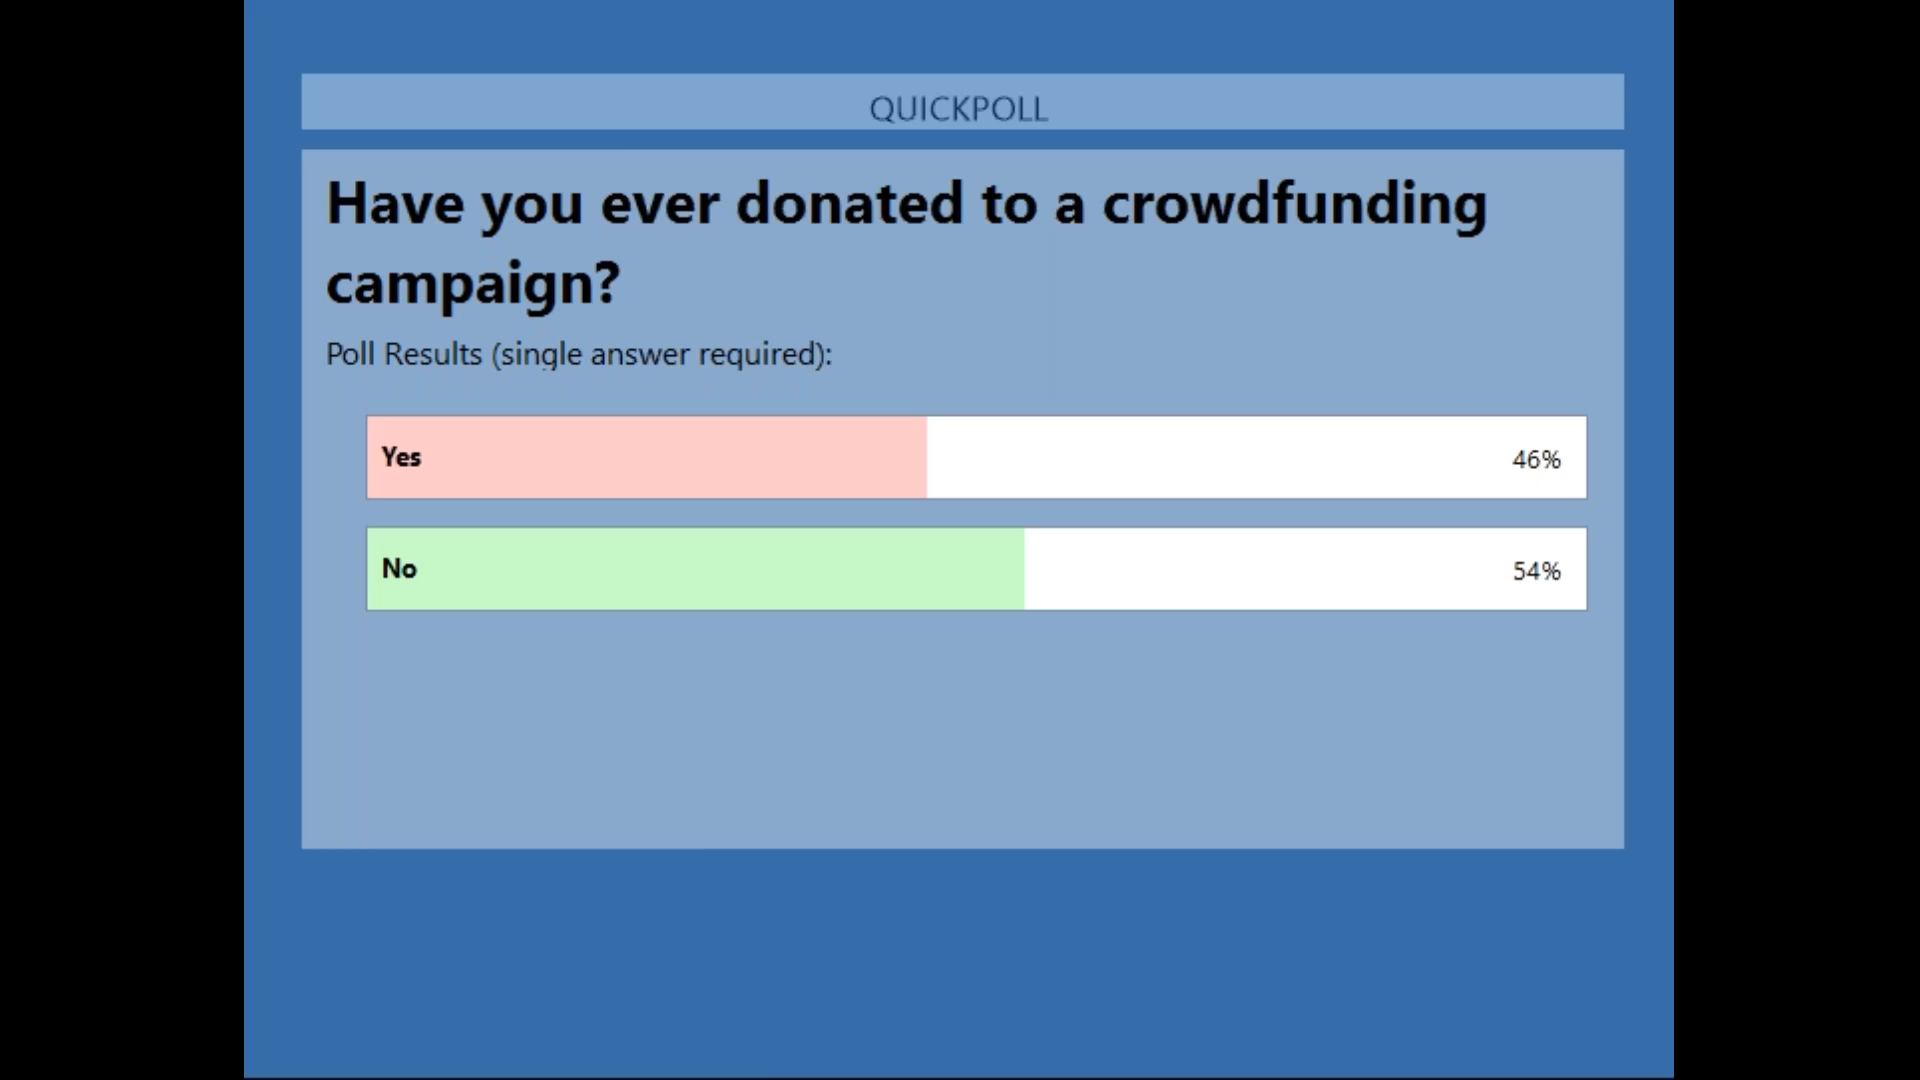 QUICKPOLL
Have you ever donated to a crowdfunding
campaign?
Poll Results (single answer required):
Yes 46%
No 54%